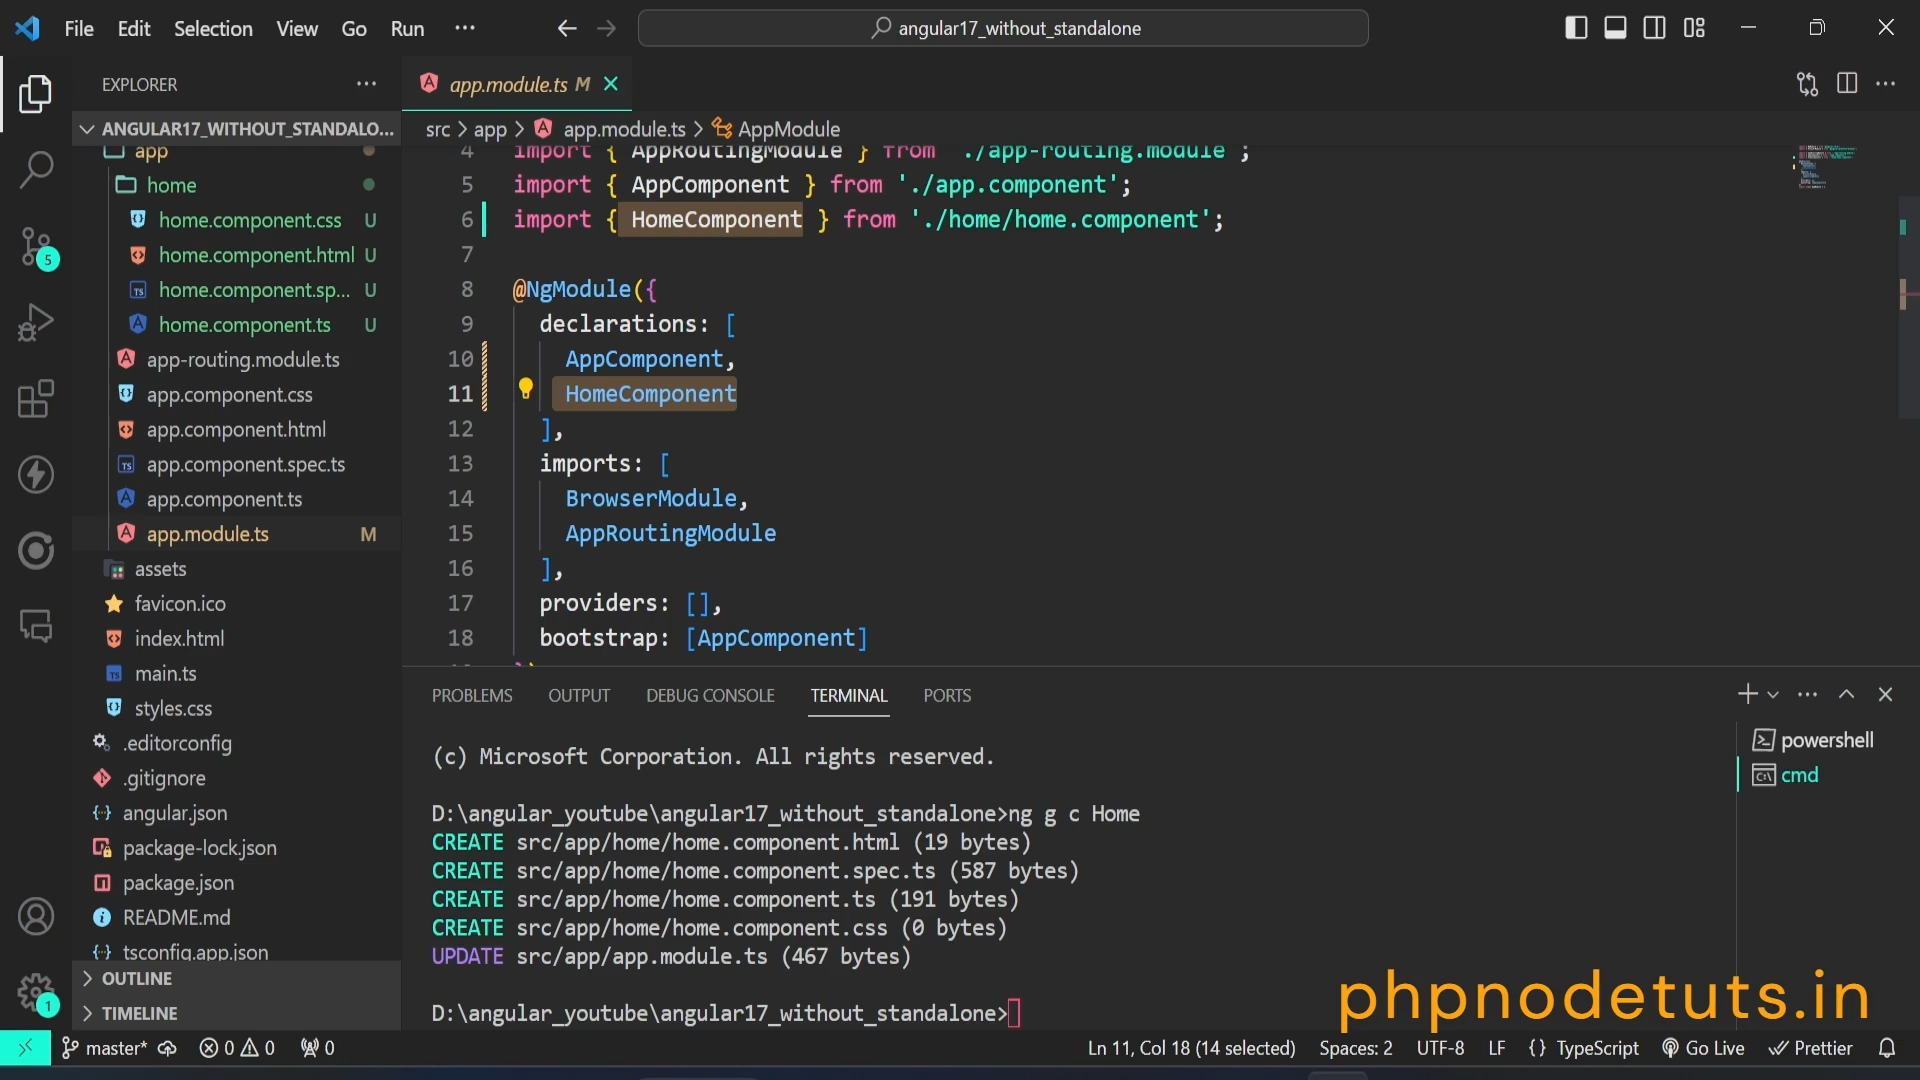 File Edit Selection View Go Run ··· angular17_without_standalone
EXPLORER ···
ANGULAR17_WITHOUT_STANDALO...
app
home
home.component.css U
home.component.html U
home.component.sp... U
home.component.ts U
app-routing.module.ts
app.component.css
app.component.html
app.component.spec.ts
app.component.ts
app.module.ts M
assets
favicon.ico
index.html
main.ts
styles.css
.editorconfig
.gitignore
angular.json
package-lock.json
package.json
README.md
tsconfig.app.json
OUTLINE
TIMELINE
5
1
app.module.ts M
src > app > app.module.ts > AppModule
4 import { AppRoutingModule } from './app-routing.module';
5 import { AppComponent } from './app.component';
6 import { HomeComponent } from './home/home.component';
7
8 @NgModule({
9 declarations: [
10 AppComponent,
11 HomeComponent
12 ],
13 imports: [
14 BrowserModule,
15 AppRoutingModule
16 ],
17 providers: [],
18 bootstrap: [AppComponent]
PROBLEMS OUTPUT DEBUG CONSOLE TERMINAL PORTS
(c) Microsoft Corporation. All rights reserved.
D:\angular_youtube\angular17_without_standalone>ng g c Home
CREATE src/app/home/home.component.html (19 bytes)
CREATE src/app/home/home.component.spec.ts (587 bytes)
CREATE src/app/home/home.component.ts (191 bytes)
CREATE src/app/home/home.component.css (0 bytes)
UPDATE src/app/app.module.ts (467 bytes)
D:\angular_youtube\angular17_without_standalone>
powershell
cmd
phpnodetuts.in
master* 0 0 0 Ln 11, Col 18 (14 selected) Spaces: 2 UTF-8 LF {} TypeScript Go Live Prettier